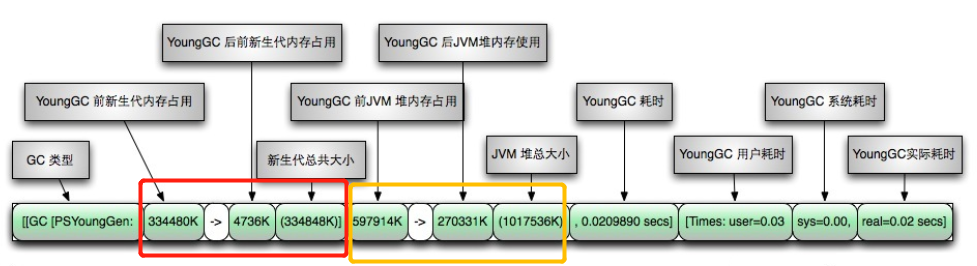 YoungGC 后前新生代内存占用
YoungGC 后JVM堆内存使用
YoungGC 前新生代内存占用
YoungGC 前JVM 堆内存占用
YoungGC 耗时
YoungGC 系统耗时
GC 类型
新生代总共大小
JVM 堆总大小
YoungGC 用户耗时
YoungGC实际耗时
[[GC [PSYoungGen: 334480K -> 4736K (334848K)] 597914K -> 270331K (1017536K) , 0.0209890 secs] [Times: user=0.03 sys=0.00, real=0.02 secs]